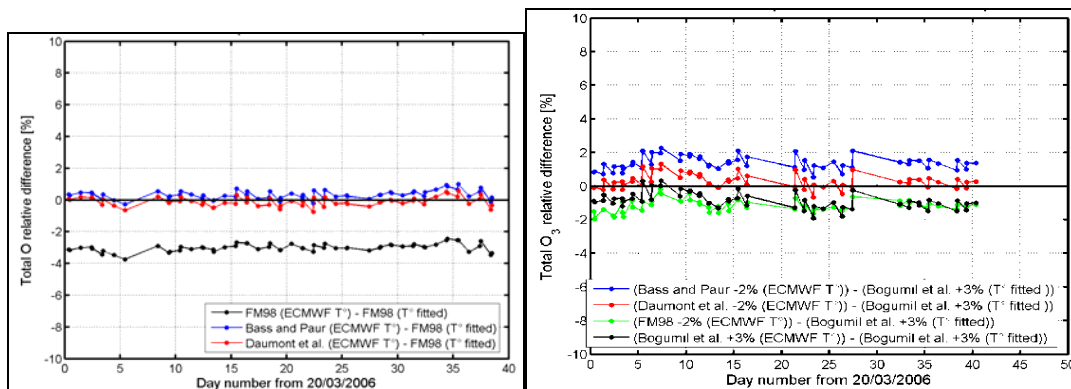 10
8
6
4
2
0
-2
-4
-6
-8
-10
Total O relative difference [%]
0 5 10 15 20 25 30 35 40
Day number from 20/03/2006
FM98 (ECMWF T°) - FM98 (T° fitted)
Bass and Paur (ECMWF T°) - FM98 (T° fitted)
Daumont et al. (ECMWF T°) - FM98 (T° fitted)
10
8
6
4
2
0
-2
-4
-6
-8
-10
Total O3 relative difference [%]
0 5 10 15 20 25 30 35 40 45 50
Day number from 20/03/2006
(Bass and Paur -2% (ECMWF T°)) - (Bogumil et al. +3% (T° fitted ))
(Daumont et al. -2% (ECMWF T°)) - (Bogumil et al. +3% (T° fitted ))
(FM98 -2% (ECMWF T°)) - (Bogumil et al. +3% (T° fitted))
(Bogumil et al. +3% (ECMWF T°)) - (Bogumil et al. +3% (T° fitted))